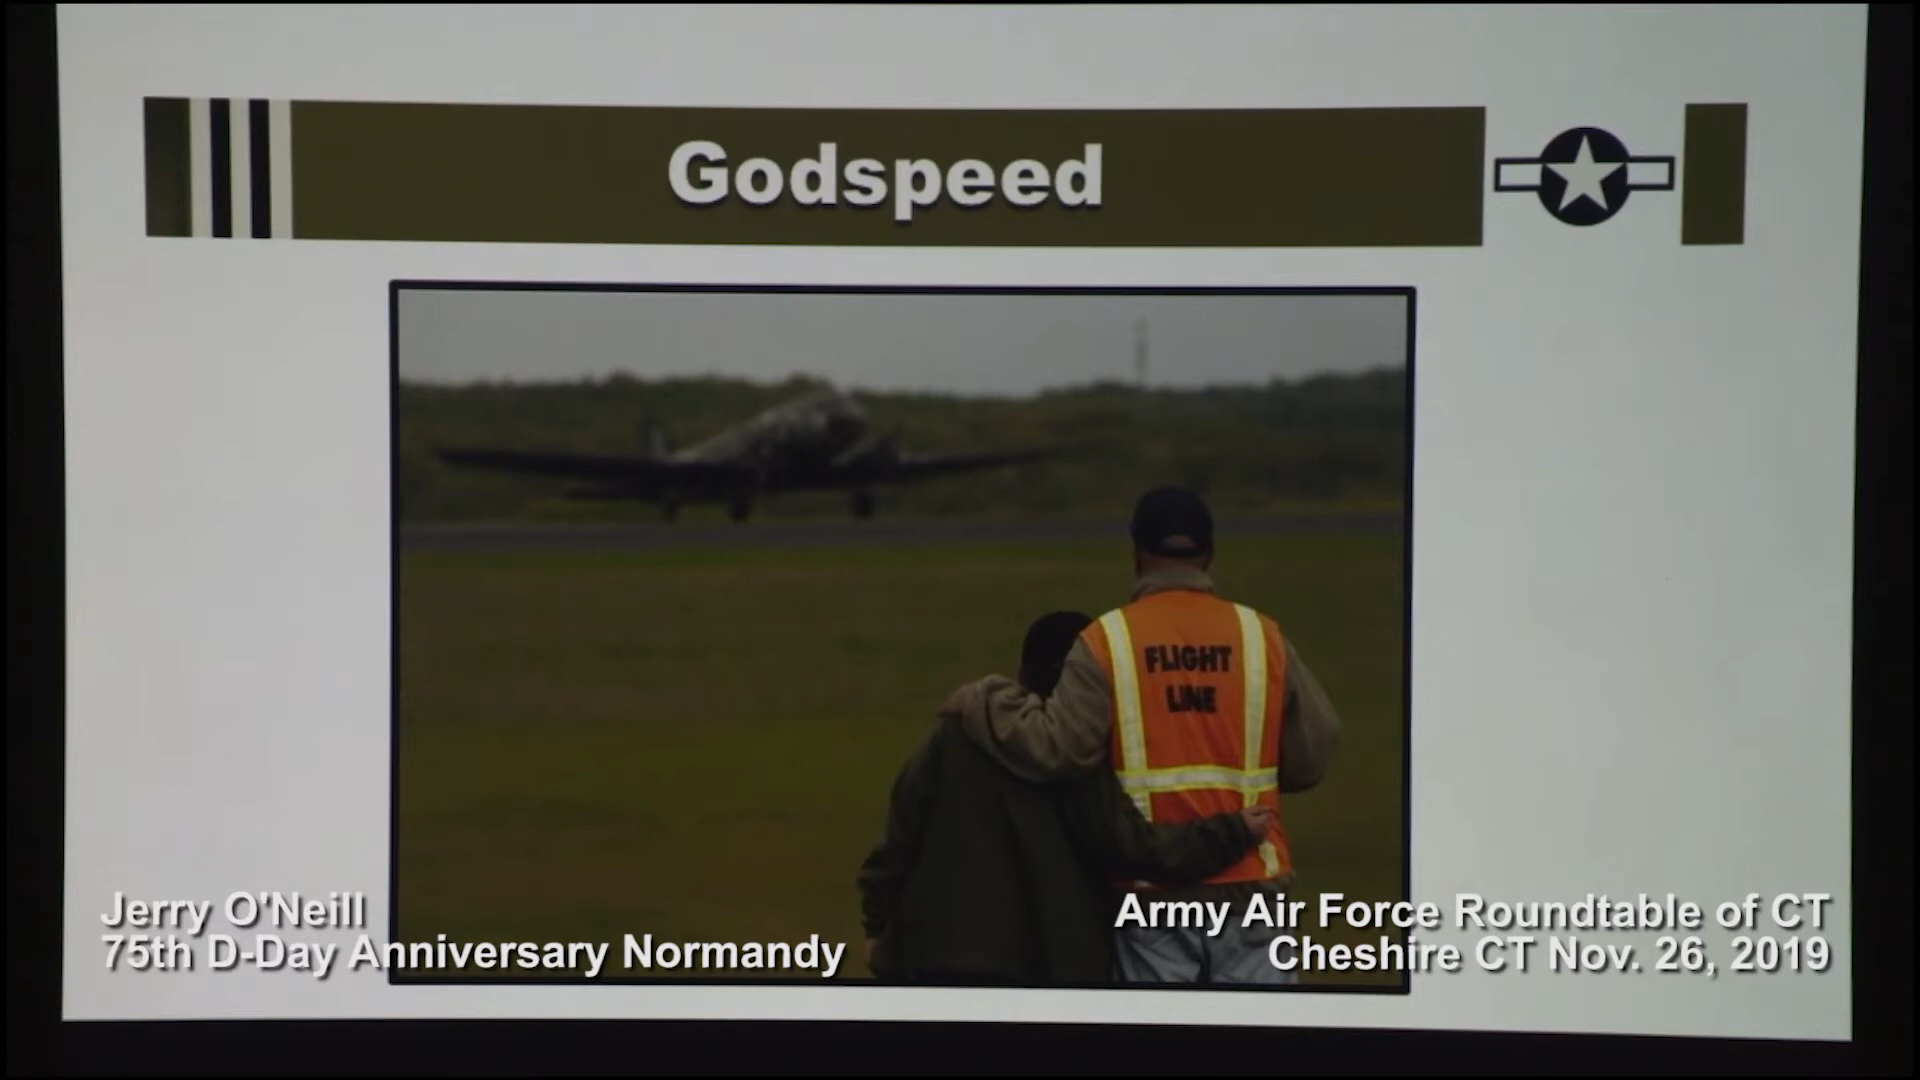 Godspeed
FLIGHT
LINE
Jerry O'Neill
75th D-Day Anniversary Normandy
Army Air Force Roundtable of CT
Cheshire CT Nov. 26, 2019